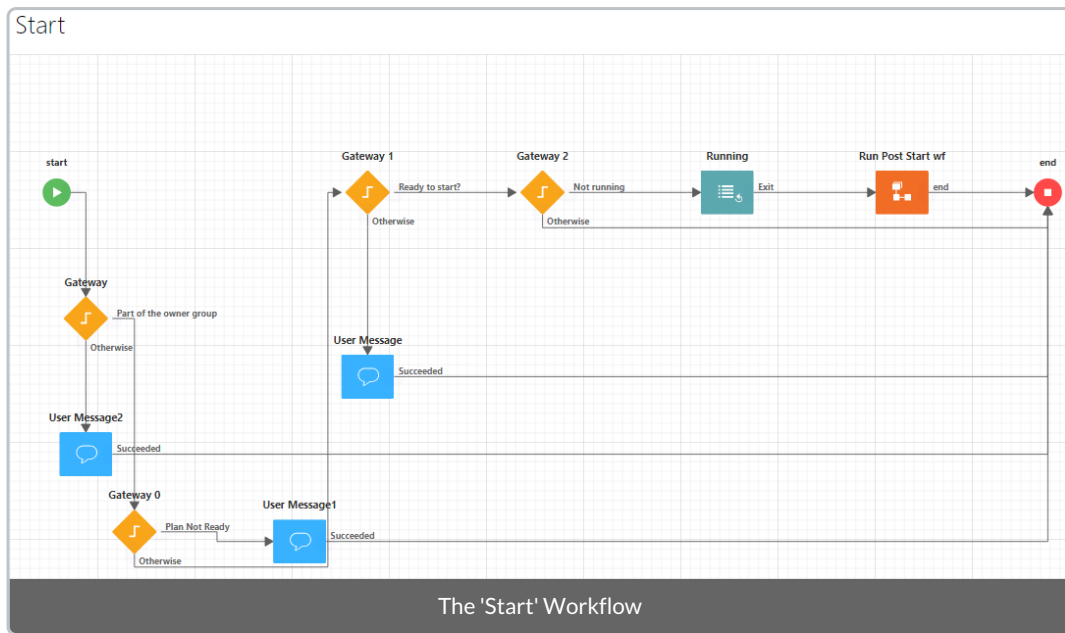 Start
Gateway 1
Gateway 2
Running
Run Post Start wf
start
end
Ready to start?
Not running
Exit
end
Otherwise
Otherwise
Gateway
Part of the owner group
Otherwise
User Message
Succeeded
User Message2
Succeeded
Gateway 0
User Message1
Plan Not Ready
Succeeded
Otherwise
The 'Start' Workflow